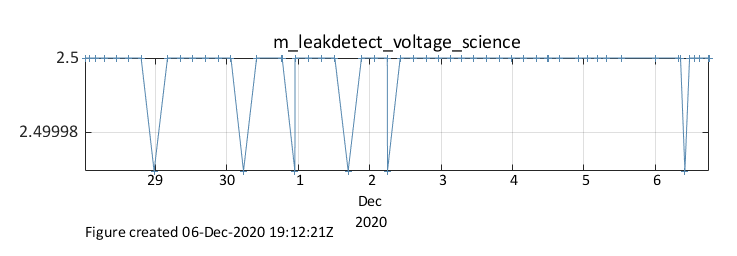 m_leakdetect_voltage_science
2.5
2.49998
29 30 1 2 3 4 5 6
Dec
2020
Figure created 06-Dec-2020 19:12:21Z